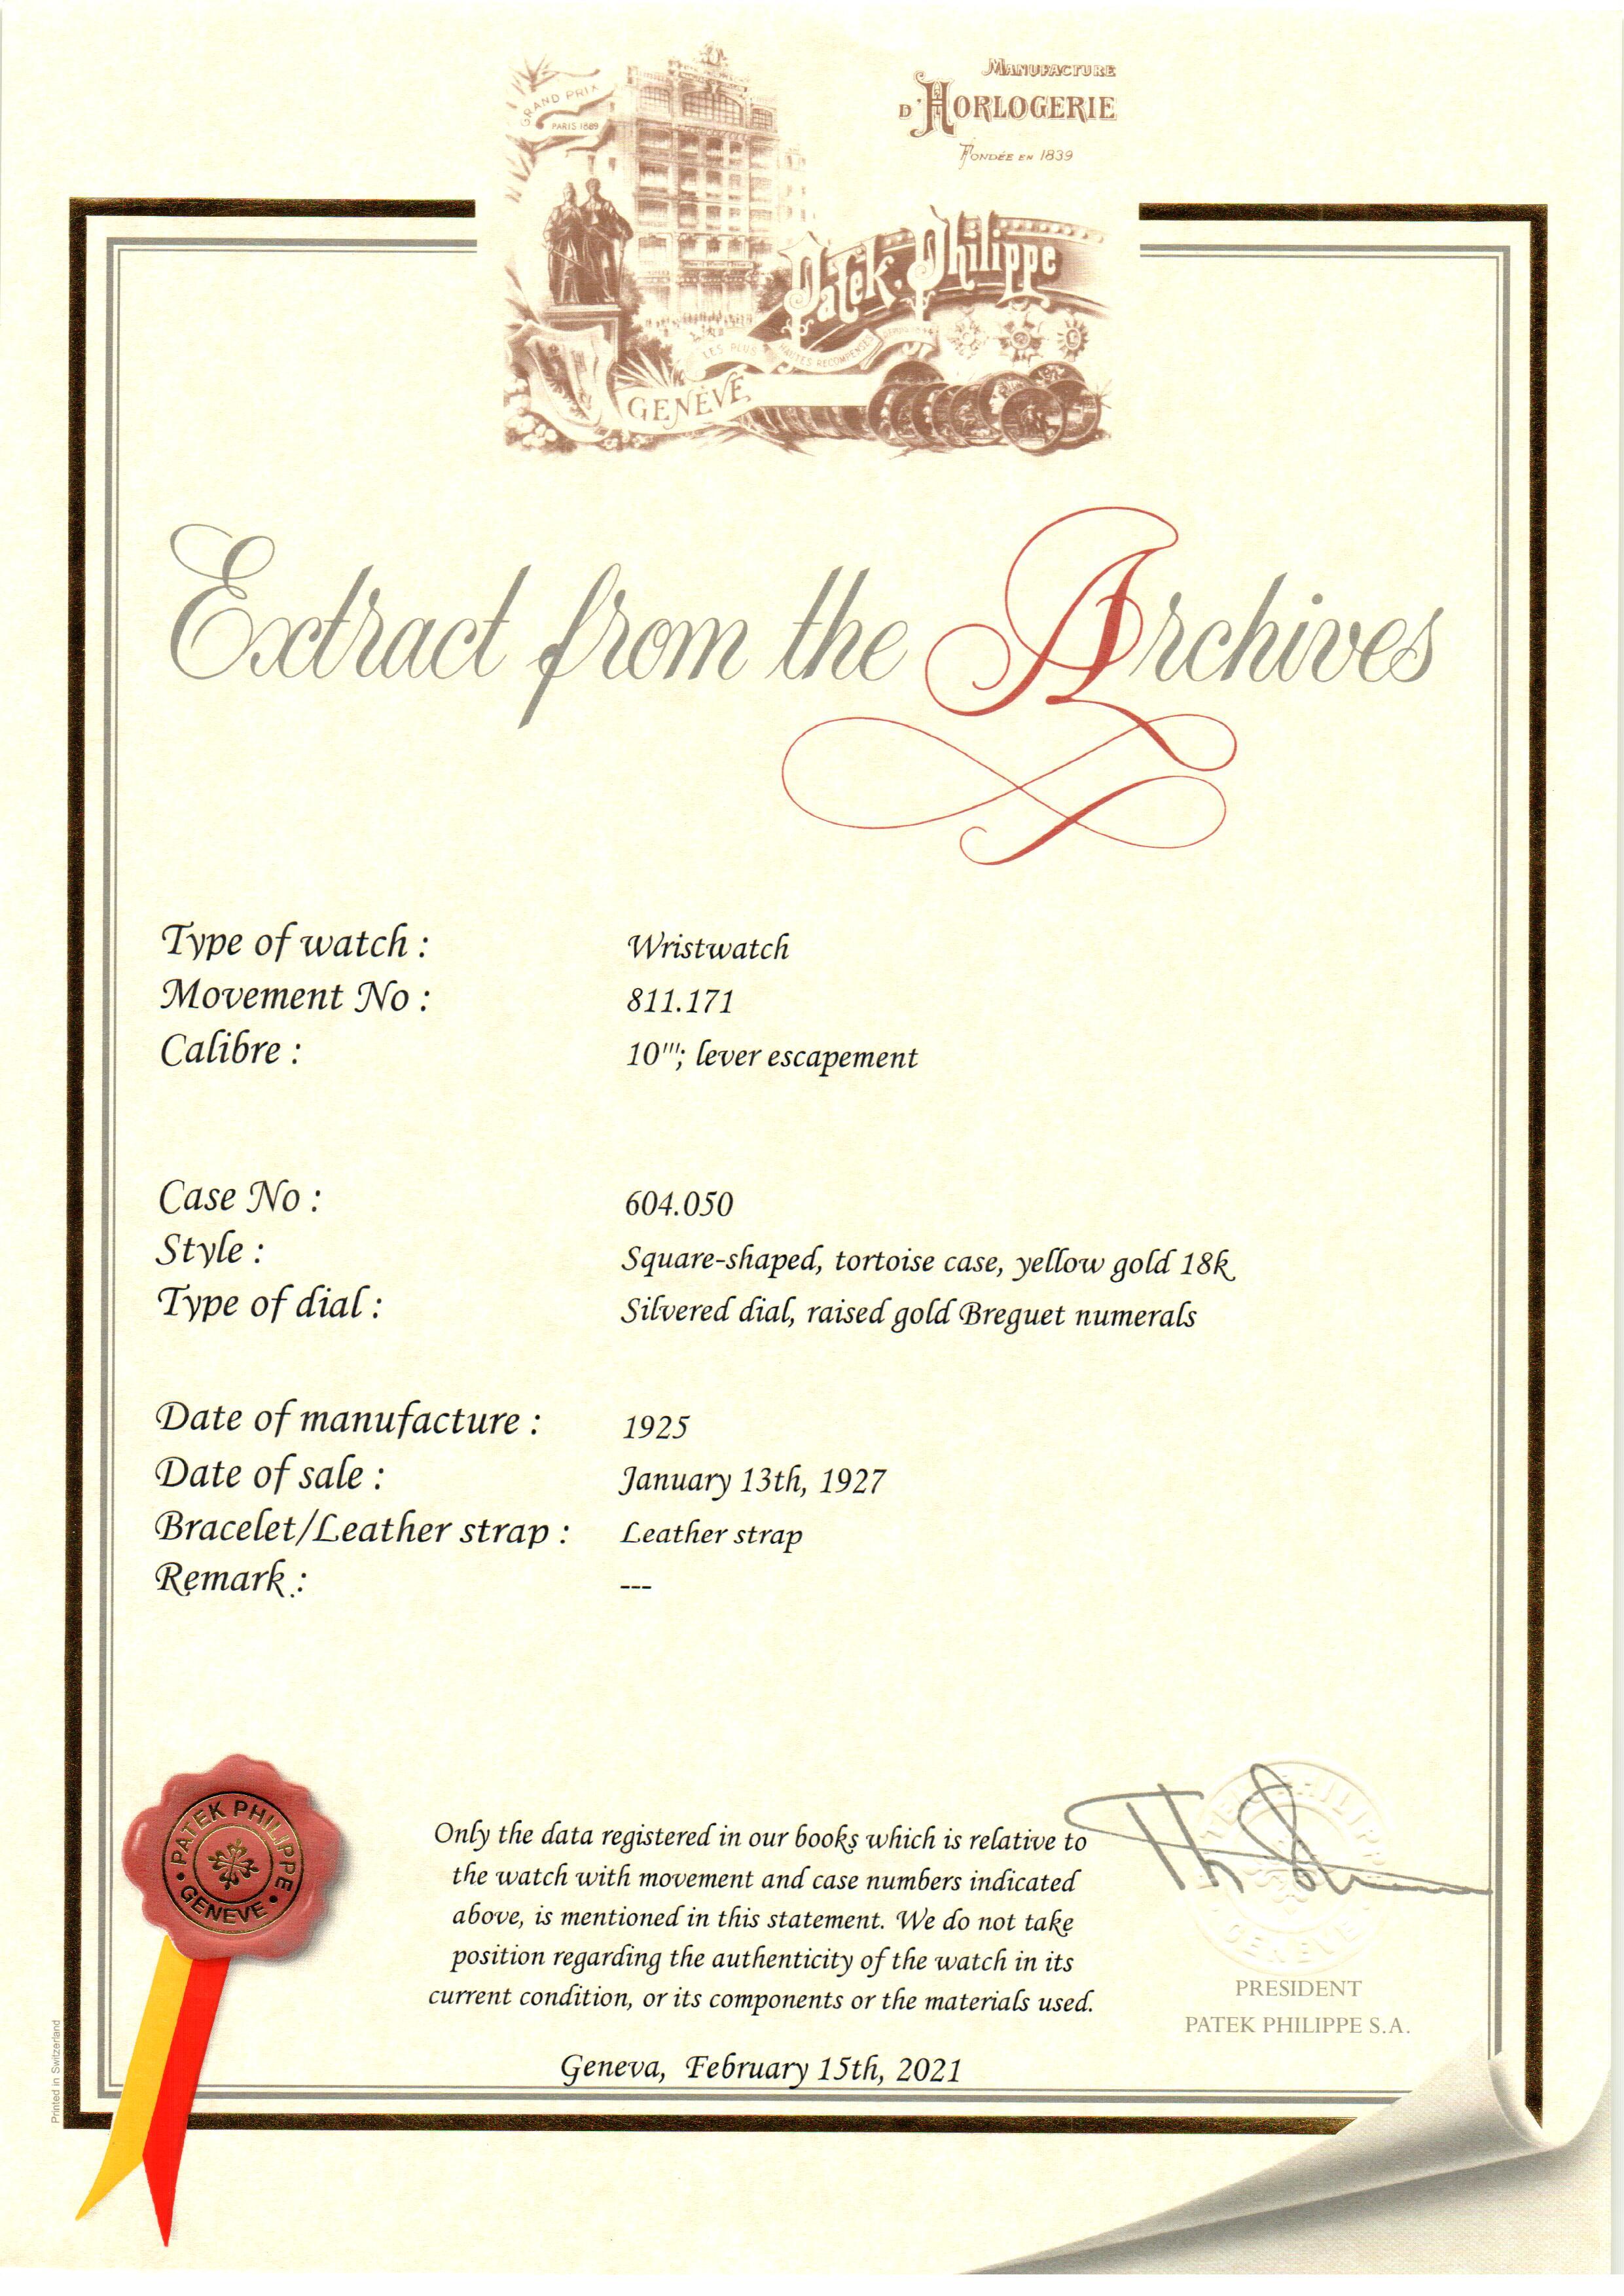 GRAND PRIX
PARIS 1889
MANUFACTURE
D'HORLOGERIE
FONDÉE EN 1839
Patek Philippe
LES PLUS HAUTES RECOMPENSES
GENÈVE
Extract from the Archives
Type of watch : Wristwatch
Movement No : 811.171
Calibre : 10'''; lever escapement
Case No : 604.050
Style : Square-shaped, tortoise case, yellow gold 18k
Type of dial : Silvered dial, raised gold Breguet numerals
Date of manufacture : 1925
Date of sale : January 13th, 1927
Bracelet/Leather strap : Leather strap
Remark : ---
PATEK PHILIPPE
GENEVE
Only the data registered in our books which is relative to
the watch with movement and case numbers indicated
above, is mentioned in this statement. We do not take
position regarding the authenticity of the watch in its
current condition, or its components or the materials used.
Geneva, February 15th, 2021
PRESIDENT
PATEK PHILIPPE S.A.
Printed in Switzerland